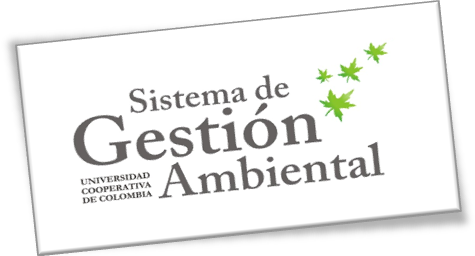 Sistema de
Gestión
UNIVERSIDAD
COOPERATIVA
DE COLOMBIA
Ambiental